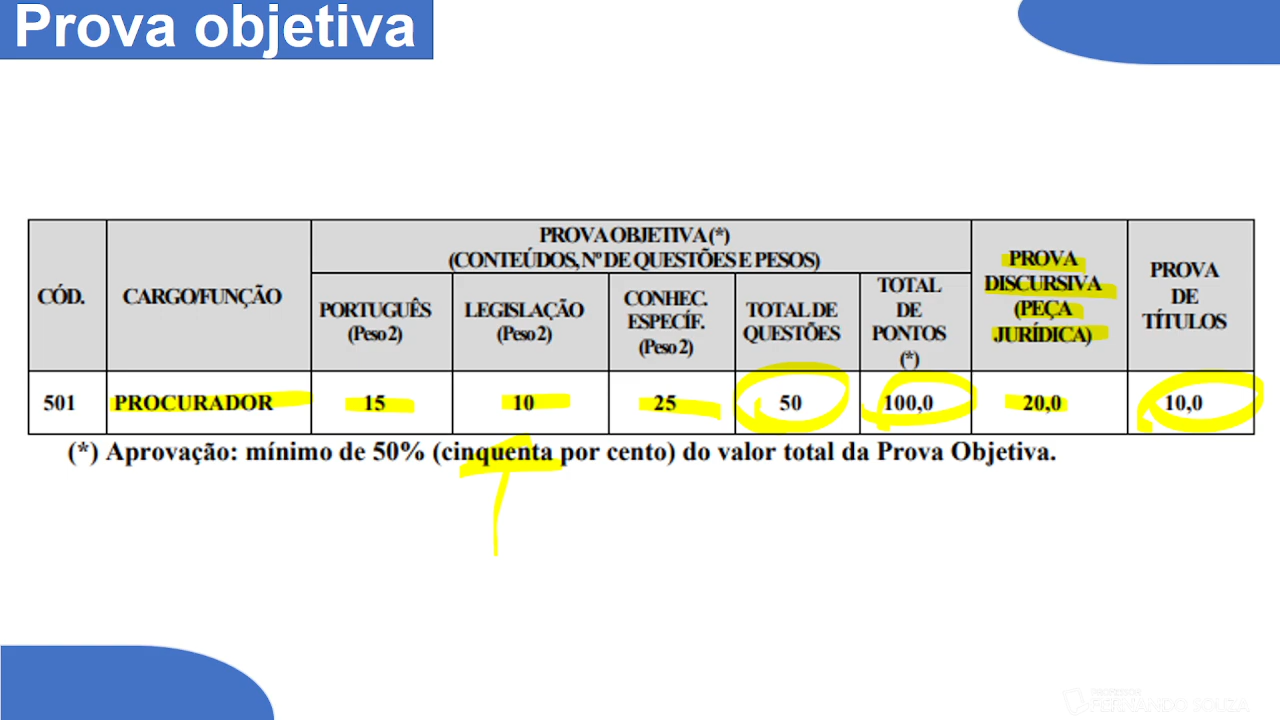 Prova objetiva
CÓD.
CARGO/FUNÇÃO
PROVA OBJETIVA (*)
(CONTEÚDOS, Nº DE QUESTÕES E PESOS)
PORTUGUÊS
(Peso 2)
LEGISLAÇÃO
(Peso 2)
CONHEC.
ESPECÍF.
(Peso 2)
TOTAL DE
QUESTÕES
TOTAL
DE
PONTOS
(*)
PROVA
DISCURSIVA
(PEÇA
JURÍDICA)
PROVA
DE
TÍTULOS
501 PROCURADOR 15 10 25 50 100,0 20,0 10,0
(*) Aprovação: mínimo de 50% (cinquenta por cento) do valor total da Prova Objetiva.
PROFESSOR
FERNANDO SOUZA